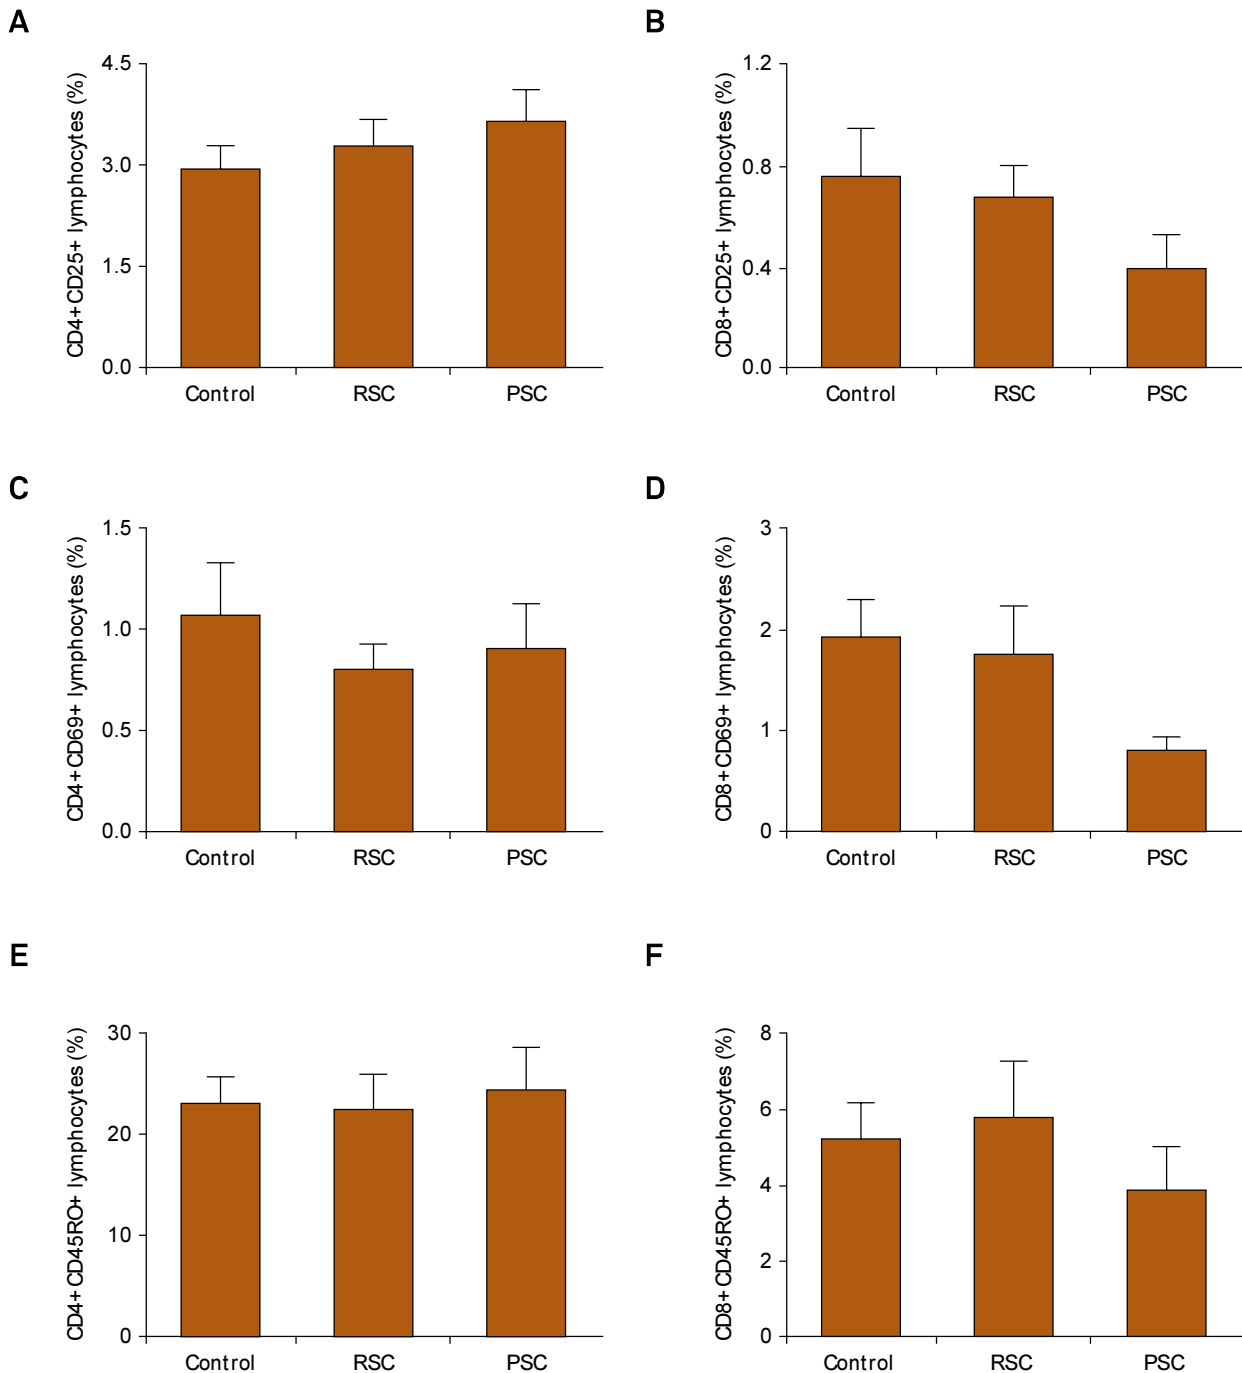 A
CD4+CD25+ lymphocytes (%)
4.5
3.0
1.5
0.0
Control RSC PSC
B
CD8+CD25+ lymphocytes (%)
1.2
0.8
0.4
0.0
Control RSC PSC
C
CD4+CD69+ lymphocytes (%)
1.5
1.0
0.5
0.0
Control RSC PSC
D
CD8+CD69+ lymphocytes (%)
3
2
1
0
Control RSC PSC
E
CD4+CD45RO+ lymphocytes (%)
30
20
10
0
Control RSC PSC
F
CD8+CD45RO+ lymphocytes (%)
8
6
4
2
0
Control RSC PSC